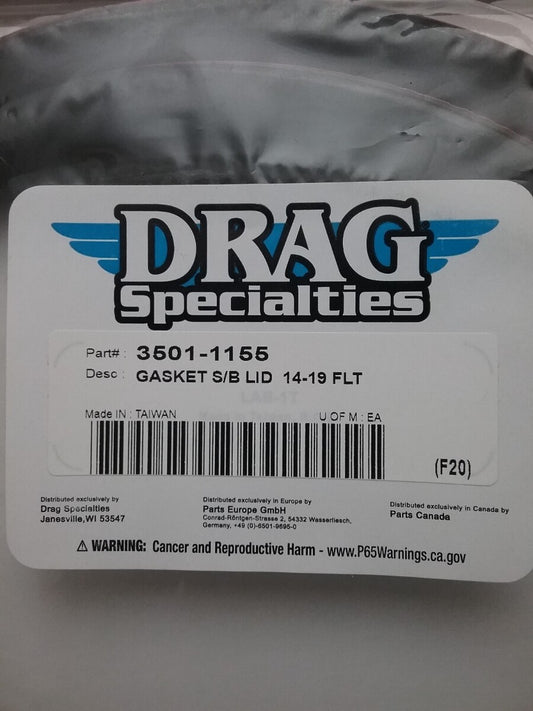 DRAG
Specialties
Part# : 3501-1155
Desc : GASKET S/B LID 14-19 FLT
Made IN : TAIWAN
U OF M : EA
(F20)
Distributed exclusively by
Drag Specialties
Janesville,WI 53547
Distributed exclusively in Europe by
Parts Europe GmbH
Conrad-Röntgen-Strasse 2, 54332 Wasserliesch,
Germany, +49 (0)-6501-9695-0
Distributed exclusively in Canada by
Parts Canada
⚠ WARNING: Cancer and Reproductive Harm - www.P65Warnings.ca.gov